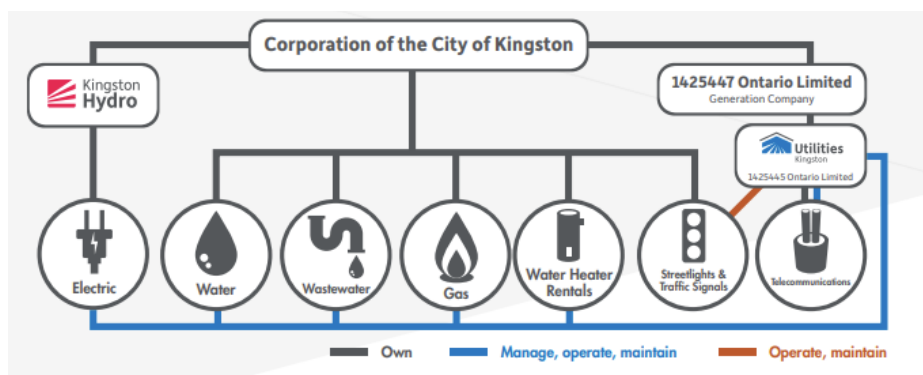 Corporation of the City of Kingston
Kingston
Hydro
1425447 Ontario Limited
Generation Company
Utilities
Kingston
1425445 Ontario Limited
Electric
Water
Wastewater
Gas
Water Heater
Rentals
Streetlights &
Traffic Signals
Telecommunications
Own
Manage, operate, maintain
Operate, maintain